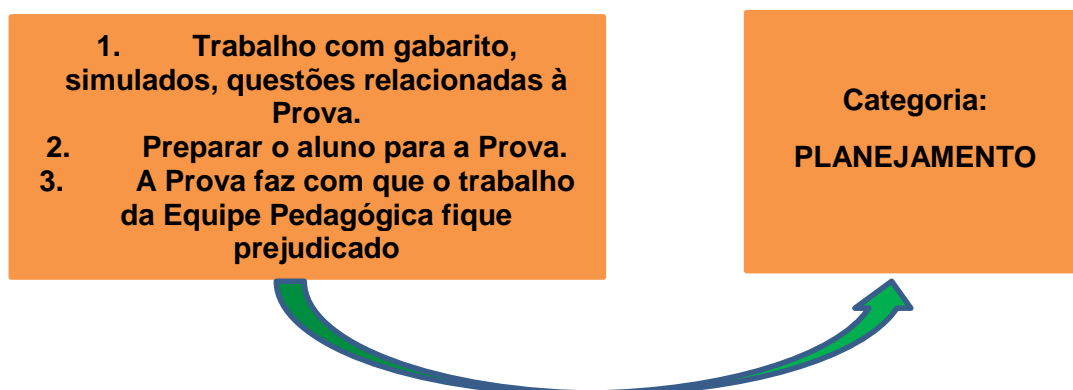 1. Trabalho com gabarito,
simulados, questões relacionadas à
Prova.
2. Preparar o aluno para a Prova.
3. A Prova faz com que o trabalho
da Equipe Pedagógica fique
prejudicado
Categoria:
PLANEJAMENTO